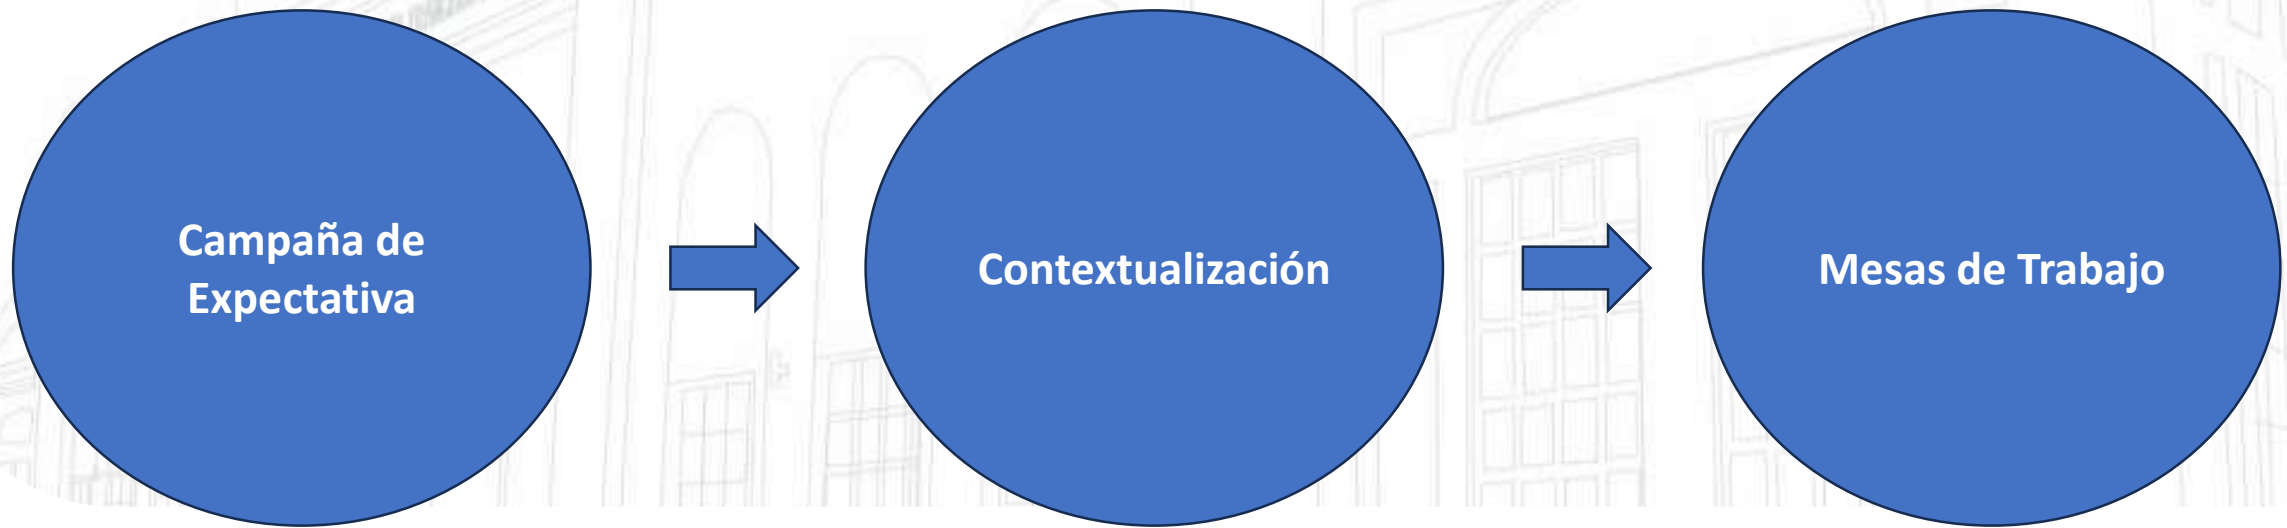 Campaña de
Expectativa
Contextualización
Mesas de Trabajo